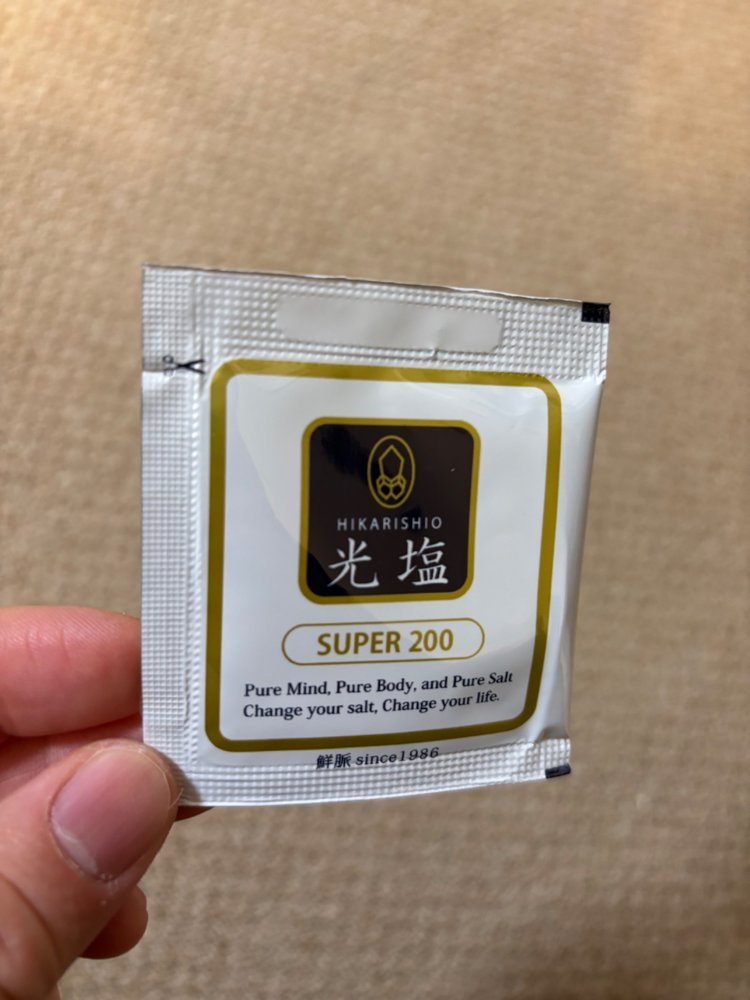 HIKARISHIO
光塩
SUPER 200
Pure Mind, Pure Body, and Pure Salt
Change your salt, Change your life.
鮮脈 since1986